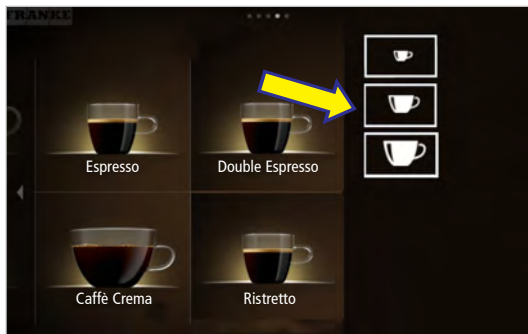 FRANKE
Espresso
Double Espresso
Caffè Crema
Ristretto